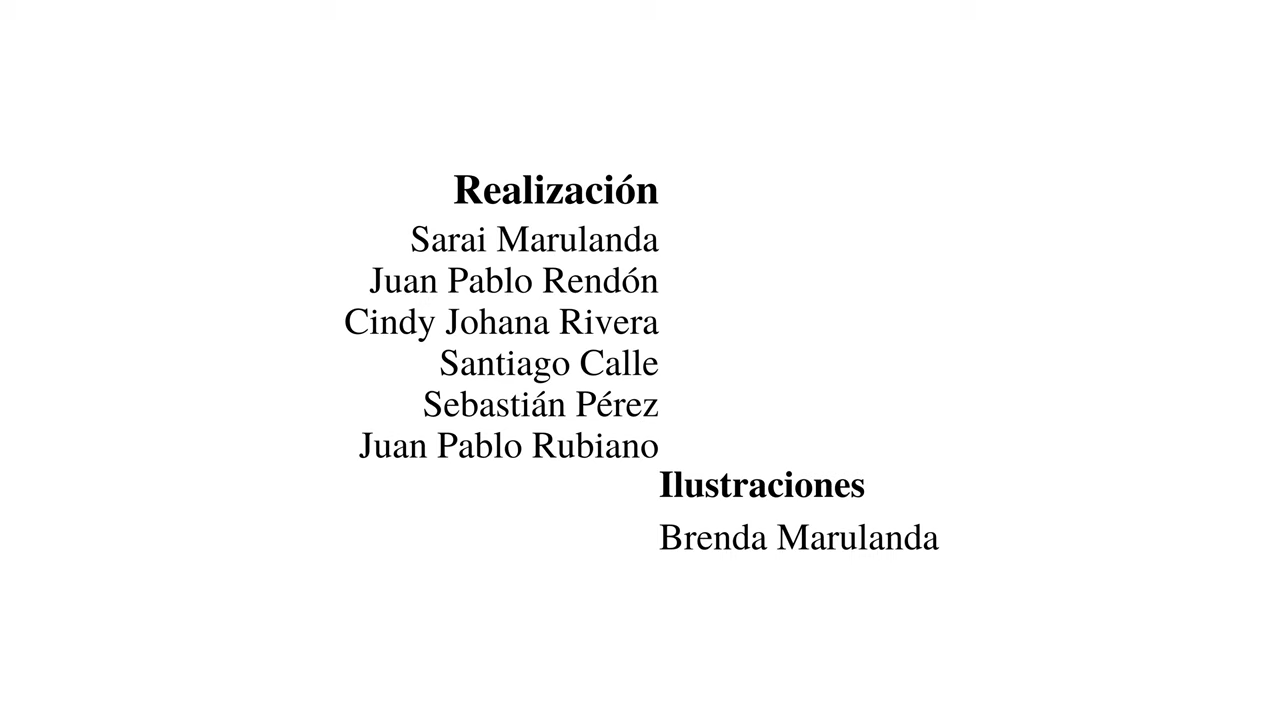 Realización
Sarai Marulanda
Juan Pablo Rendón
Cindy Johana Rivera
Santiago Calle
Sebastián Pérez
Juan Pablo Rubiano
Ilustraciones
Brenda Marulanda